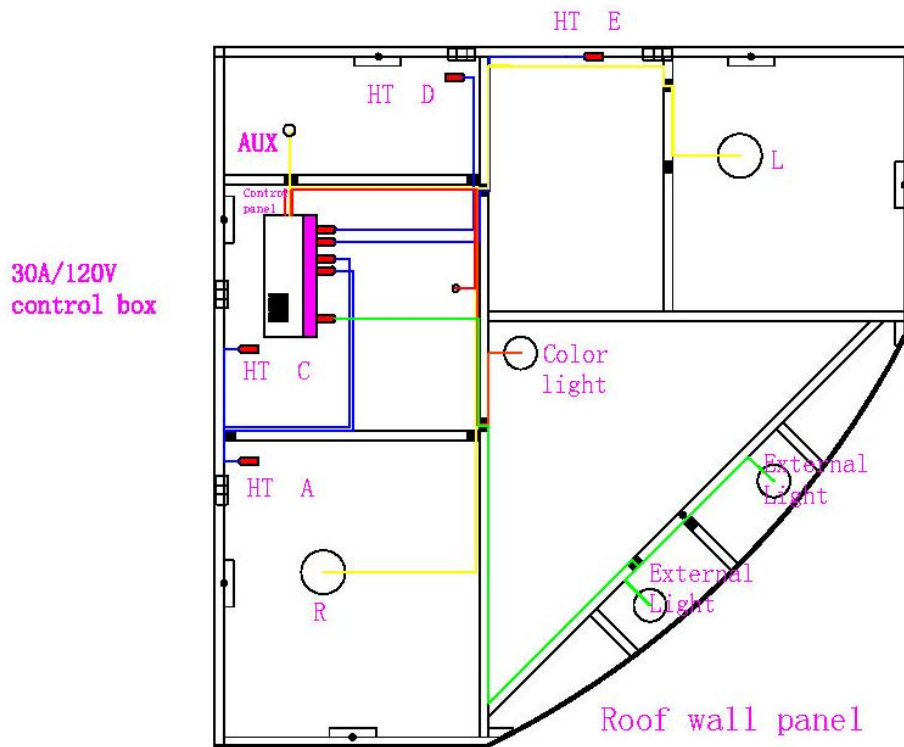 HT E
HT D
AUX
L
Control
panel
30A/120V
control box
HT C
Color
light
External
Light
HT A
External
Light
R
Roof wall panel